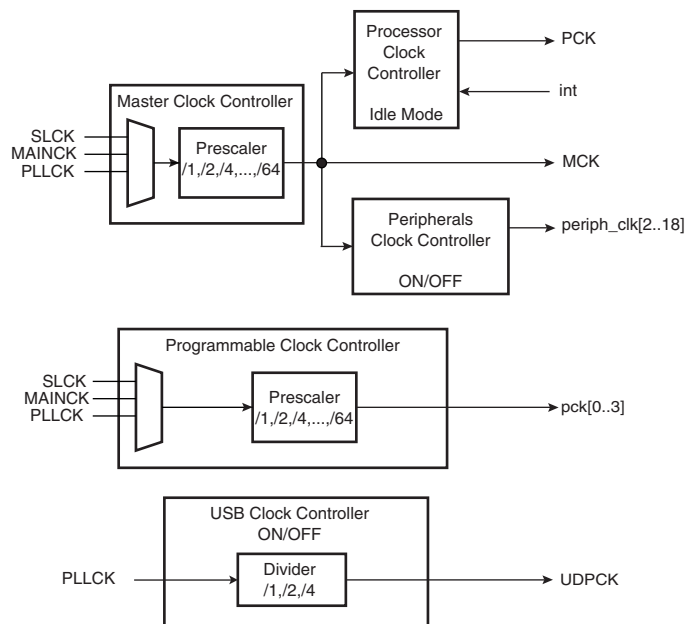 Processor
Clock
Controller
Idle Mode
PCK
int
Master Clock Controller
SLCK
MAINCK
PLLCK
Prescaler
/1,/2,/4,...,/64
MCK
Peripherals
Clock Controller
ON/OFF
periph_clk[2..18]
Programmable Clock Controller
SLCK
MAINCK
PLLCK
Prescaler
/1,/2,/4,...,/64
pck[0..3]
USB Clock Controller
ON/OFF
PLLCK
Divider
/1,/2,/4
UDPCK